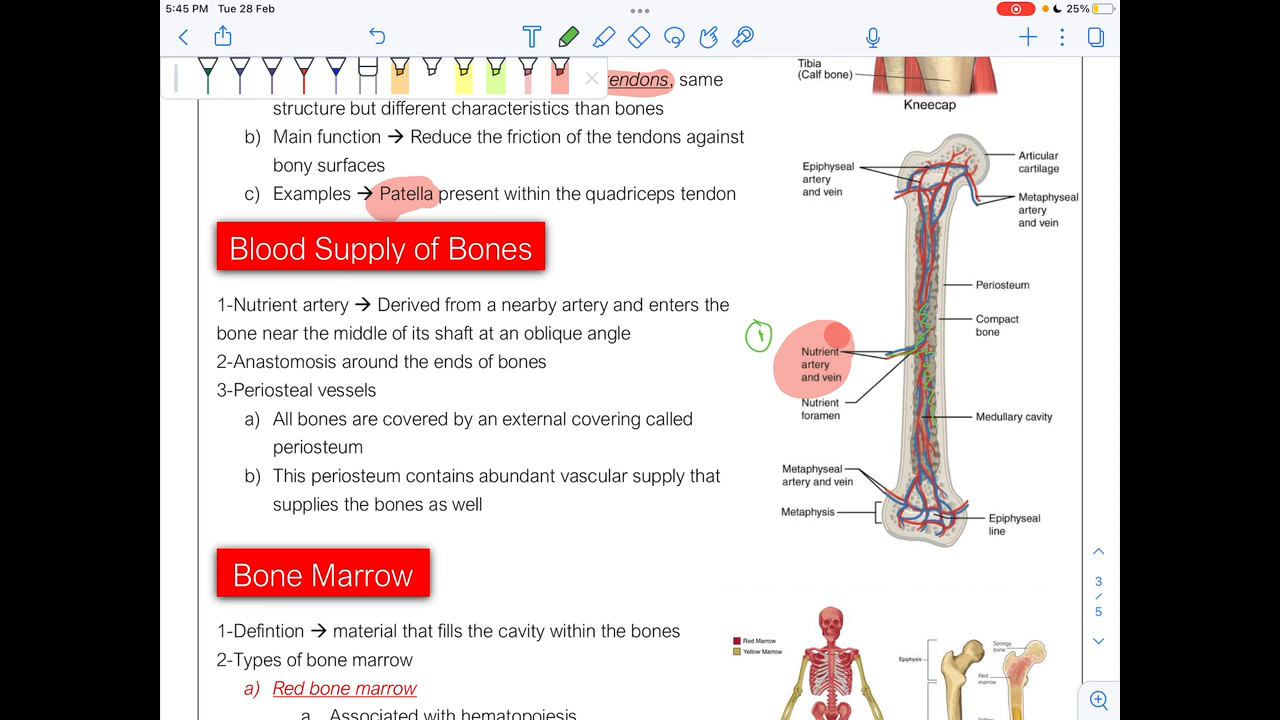 5:45 PM Tue 28 Feb
25%
endons, same
structure but different characteristics than bones
b) Main function → Reduce the friction of the tendons against
bony surfaces
c) Examples → Patella present within the quadriceps tendon
Blood Supply of Bones
1-Nutrient artery → Derived from a nearby artery and enters the
bone near the middle of its shaft at an oblique angle
2-Anastomosis around the ends of bones
3-Periosteal vessels
a) All bones are covered by an external covering called
periosteum
b) This periosteum contains abundant vascular supply that
supplies the bones as well
Bone Marrow
1-Defintion → material that fills the cavity within the bones
2-Types of bone marrow
a) Red bone marrow
a. Associated with hematopoiesis
Tibia
(Calf bone)
Kneecap
Epiphyseal
artery
and vein
Articular
cartilage
Metaphyseal
artery
and vein
Periosteum
Compact
bone
Nutrient
artery
and vein
Nutrient
foramen
Medullary cavity
Metaphyseal
artery and vein
Metaphysis
Epiphyseal
line
Red Marrow
Yellow Marrow
Epiphysis
Spongy
bone
Red
marrow
Yellow
3
/
5